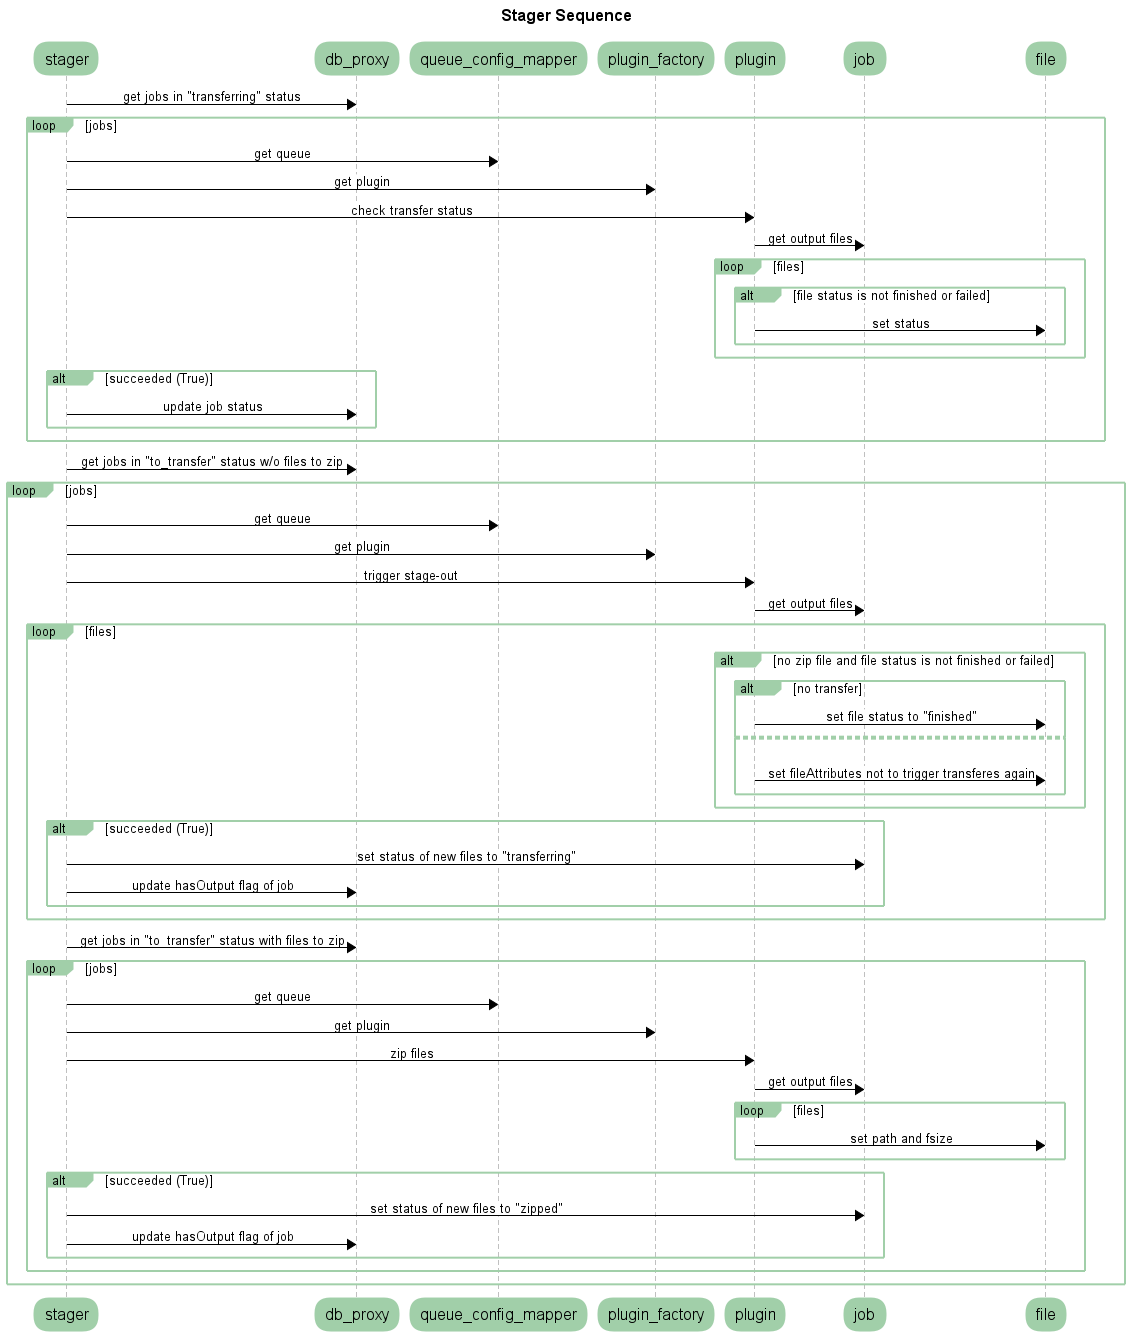 Stager Sequence
stager db_proxy queue_config_mapper plugin_factory plugin job file
get jobs in "transferring" status
loop [jobs]
get queue
get plugin
check transfer status
get output files
loop [files]
alt [file status is not finished or failed]
set status
alt [succeeded (True)]
update job status
get jobs in "to_transfer" status w/o files to zip
loop [jobs]
get queue
get plugin
trigger stage-out
get output files
loop [files]
alt [no zip file and file status is not finished or failed]
alt [no transfer]
set file status to "finished"
set fileAttributes not to trigger transferes again
alt [succeeded (True)]
set status of new files to "transferring"
update hasOutput flag of job
get jobs in "to_transfer" status with files to zip
loop [jobs]
get queue
get plugin
zip files
get output files
loop [files]
set path and fsize
alt [succeeded (True)]
set status of new files to "zipped"
update hasOutput flag of job
stager db_proxy queue_config_mapper plugin_factory plugin job file